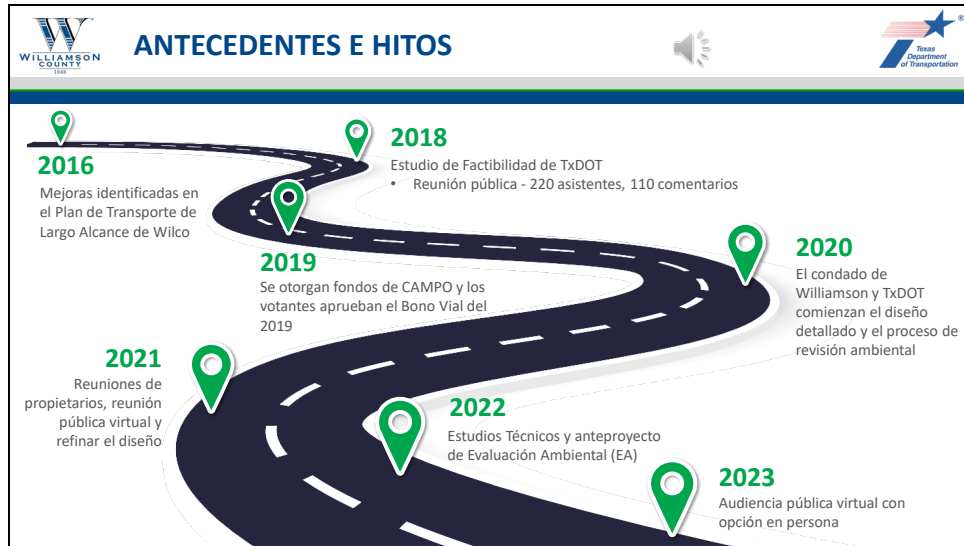 WILLIAMSON
COUNTY
1848
ANTECEDENTES E HITOS
®
Texas
Department
of Transportation
2016
Mejoras identificadas en
el Plan de Transporte de
Largo Alcance de Wilco
2018
Estudio de Factibilidad de TxDOT
• Reunión pública - 220 asistentes, 110 comentarios
2019
Se otorgan fondos de CAMPO y los
votantes aprueban el Bono Vial del
2019
2020
El condado de
Williamson y TxDOT
comienzan el diseño
detallado y el proceso de
revisión ambiental
2021
Reuniones de
propietarios, reunión
pública virtual y
refinar el diseño
2022
Estudios Técnicos y anteproyecto
de Evaluación Ambiental (EA)
2023
Audiencia pública virtual con
opción en persona